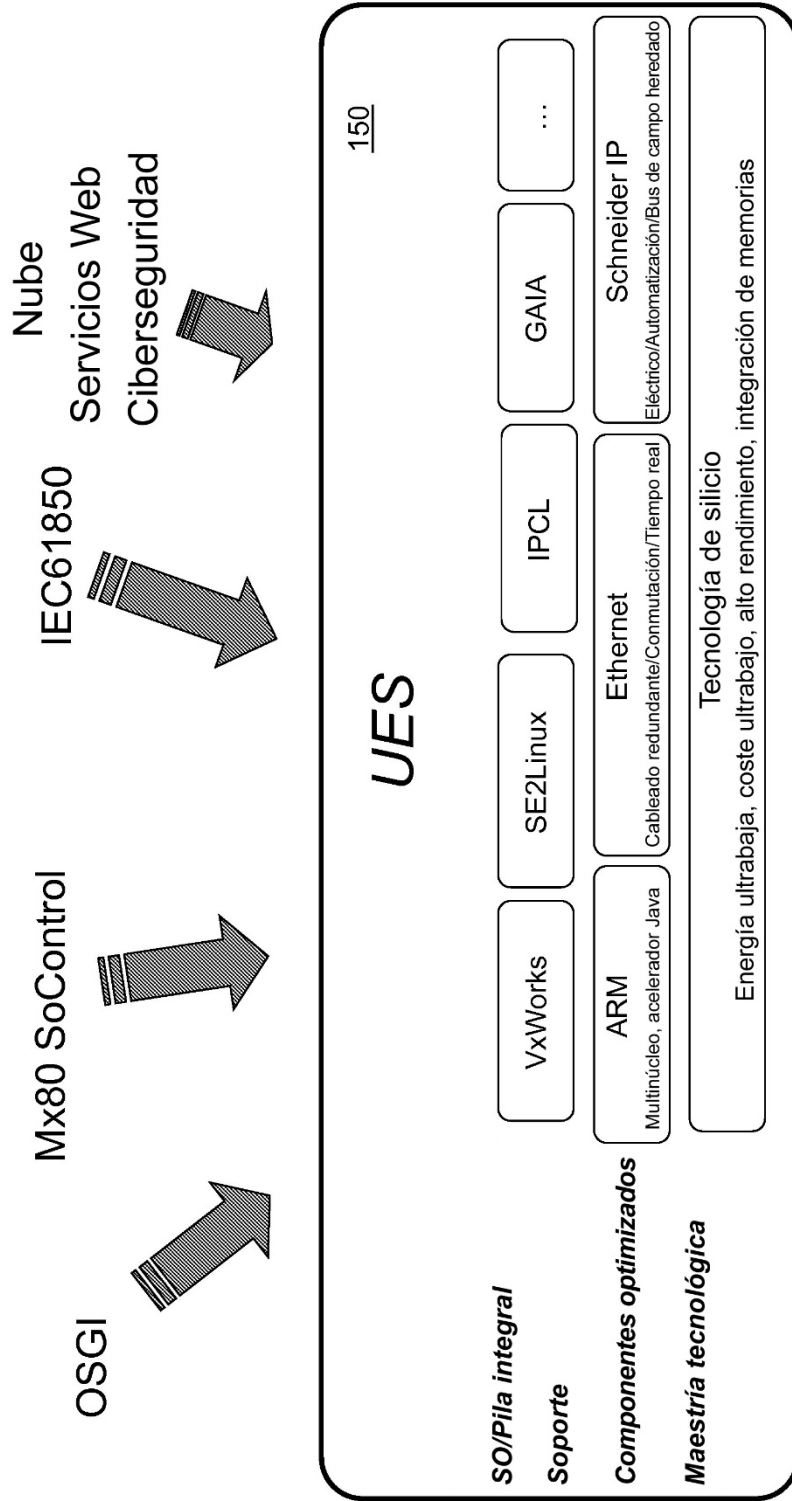 OSGI
Mx80 SoControl
IEC61850
Nube
Servicios Web
Ciberseguridad
150
UES
SO/Pila integral
Soporte
VxWorks
SE2Linux
IPCL
GAIA
...
Componentes optimizados
ARM
Multinúcleo, acelerador Java
Ethernet
Cableado redundante/Conmutación/Tiempo real
Schneider IP
Eléctrico/Automatización/Bus de campo heredado
Maestría tecnológica
Tecnología de silicio
Energía ultrabaja, coste ultrabajo, alto rendimiento, integración de memorias